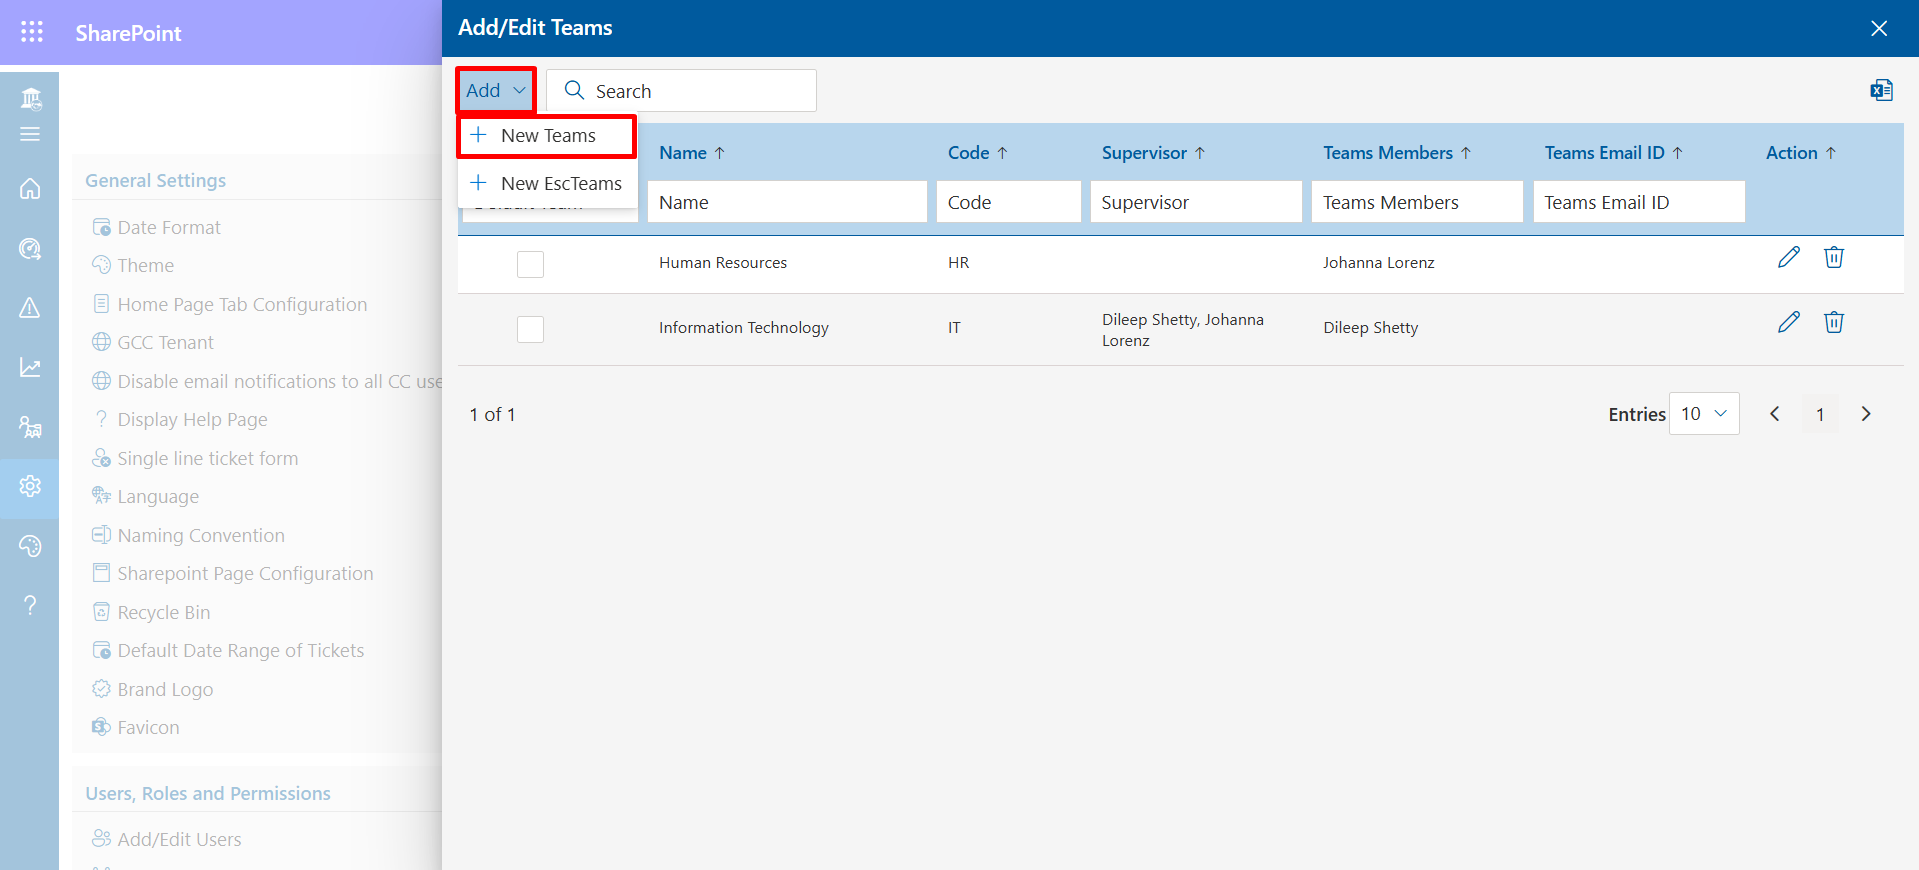 SharePoint
Add/Edit Teams
Add
Search
New Teams
New EscTeams
Name
Code
Supervisor
Teams Members
Teams Email ID
Action
Name
Code
Supervisor
Teams Members
Teams Email ID
Human Resources
HR
Johanna Lorenz
Information Technology
IT
Dileep Shetty, Johanna
Lorenz
Dileep Shetty
1 of 1
Entries
10
1
General Settings
Date Format
Theme
Home Page Tab Configuration
GCC Tenant
Disable email notifications to all CC use
Display Help Page
Single line ticket form
Language
Naming Convention
Sharepoint Page Configuration
Recycle Bin
Default Date Range of Tickets
Brand Logo
Favicon
Users, Roles and Permissions
Add/Edit Users